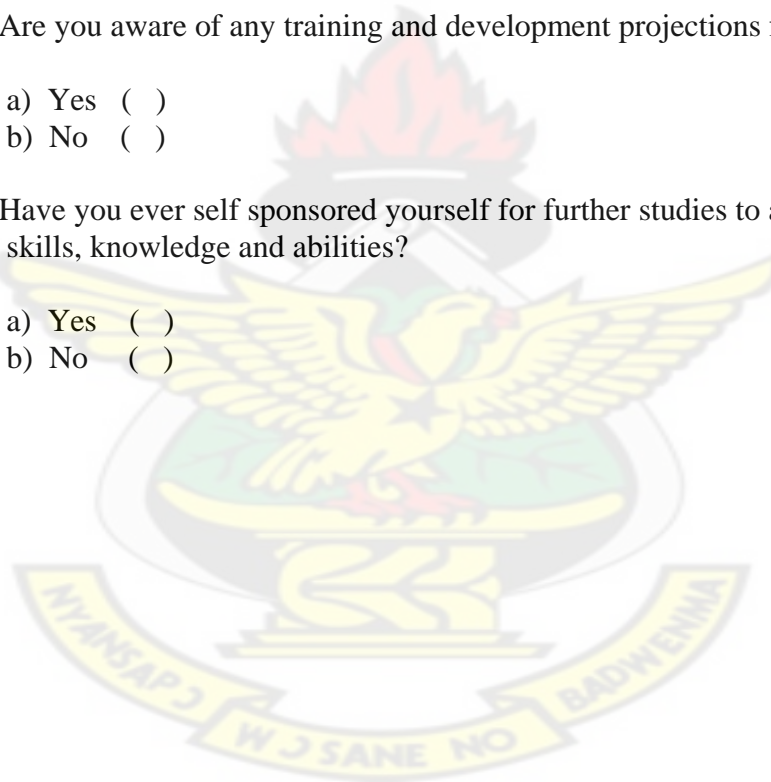 Are you aware of any training and development projections
a) Yes ( )
b) No ( )
Have you ever self sponsored yourself for further studies to
skills, knowledge and abilities?
a) Yes ( )
b) No ( )
NYANSAPƆ
WƆSANE NO
BADWENMA